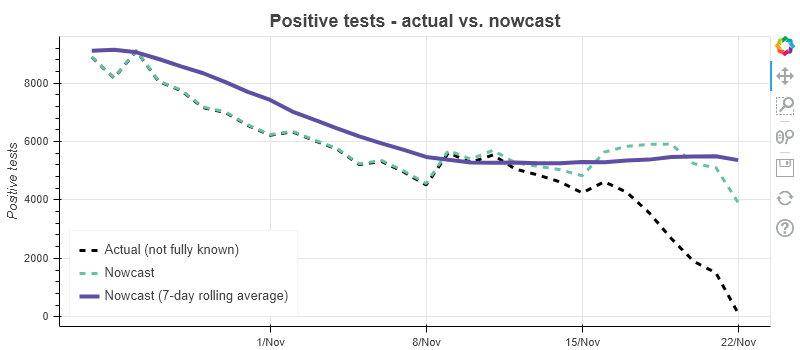 Positive tests - actual vs. nowcast
Positive tests
8000
6000
4000
2000
0
Actual (not fully known)
Nowcast
Nowcast (7-day rolling average)
1/Nov
8/Nov
15/Nov
22/Nov